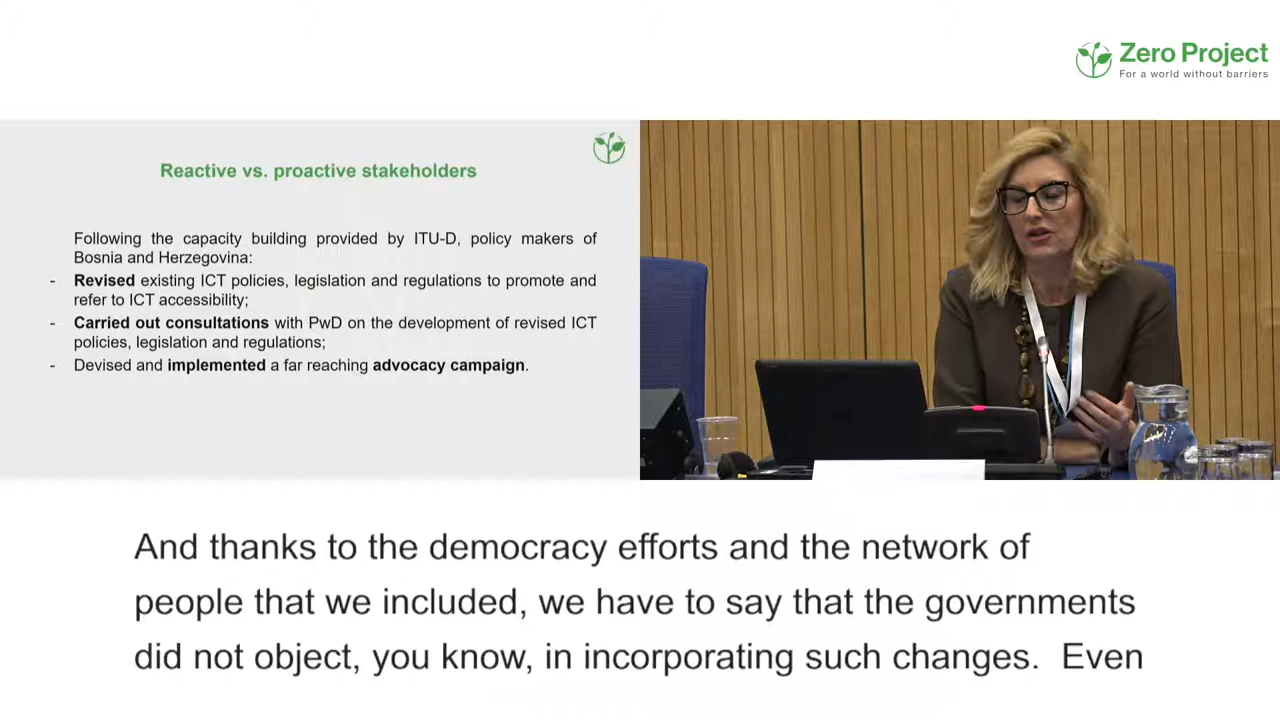 Zero Project
For a world without barriers
Reactive vs. proactive stakeholders
Following the capacity building provided by ITU-D, policy makers of
Bosnia and Herzegovina:
- Revised existing ICT policies, legislation and regulations to promote and
refer to ICT accessibility;
- Carried out consultations with PwD on the development of revised ICT
policies, legislation and regulations;
- Devised and implemented a far reaching advocacy campaign.
And thanks to the democracy efforts and the network of
people that we included, we have to say that the governments
did not object, you know, in incorporating such changes.  Even